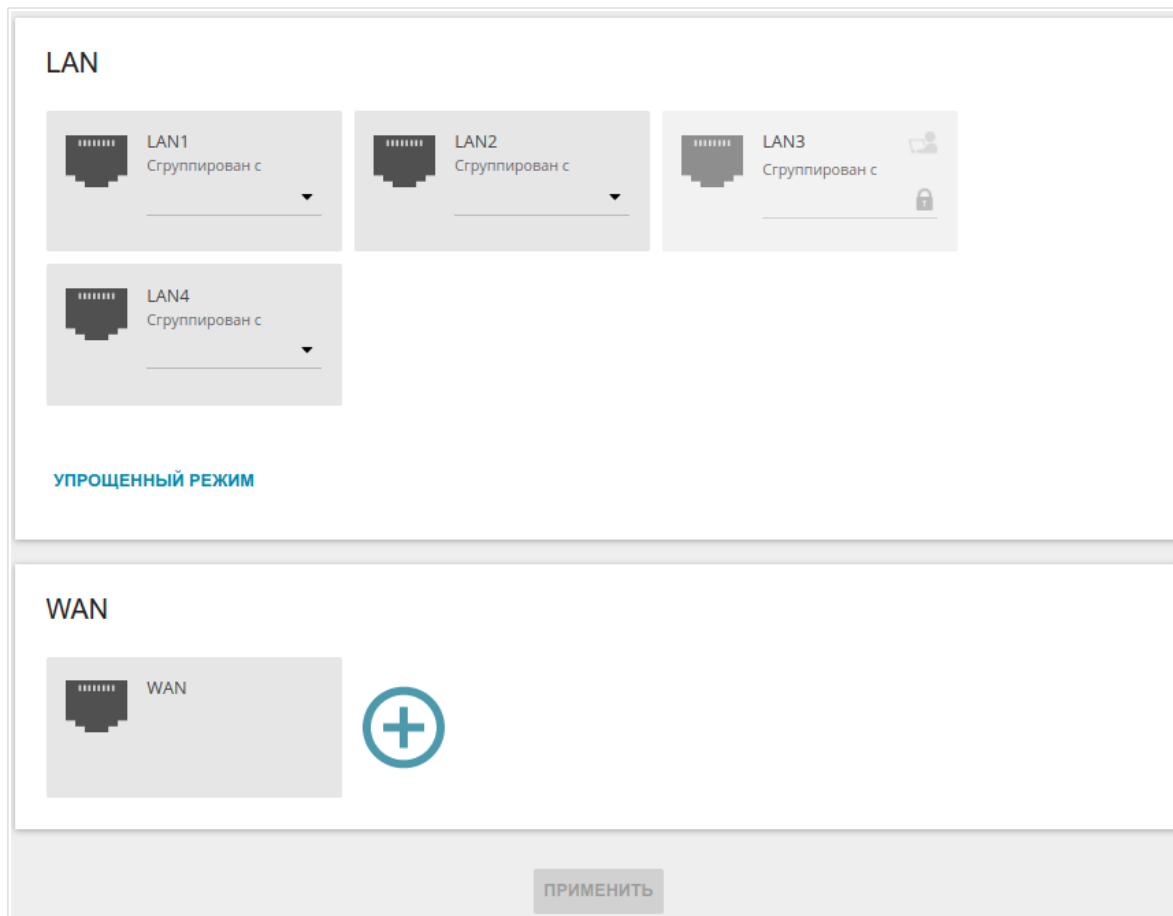 LAN
LAN1
Сгруппирован с
LAN2
Сгруппирован с
LAN3
Сгруппирован с
LAN4
Сгруппирован с
УПРОЩЕННЫЙ РЕЖИМ
WAN
WAN
ПРИМЕНИТЬ